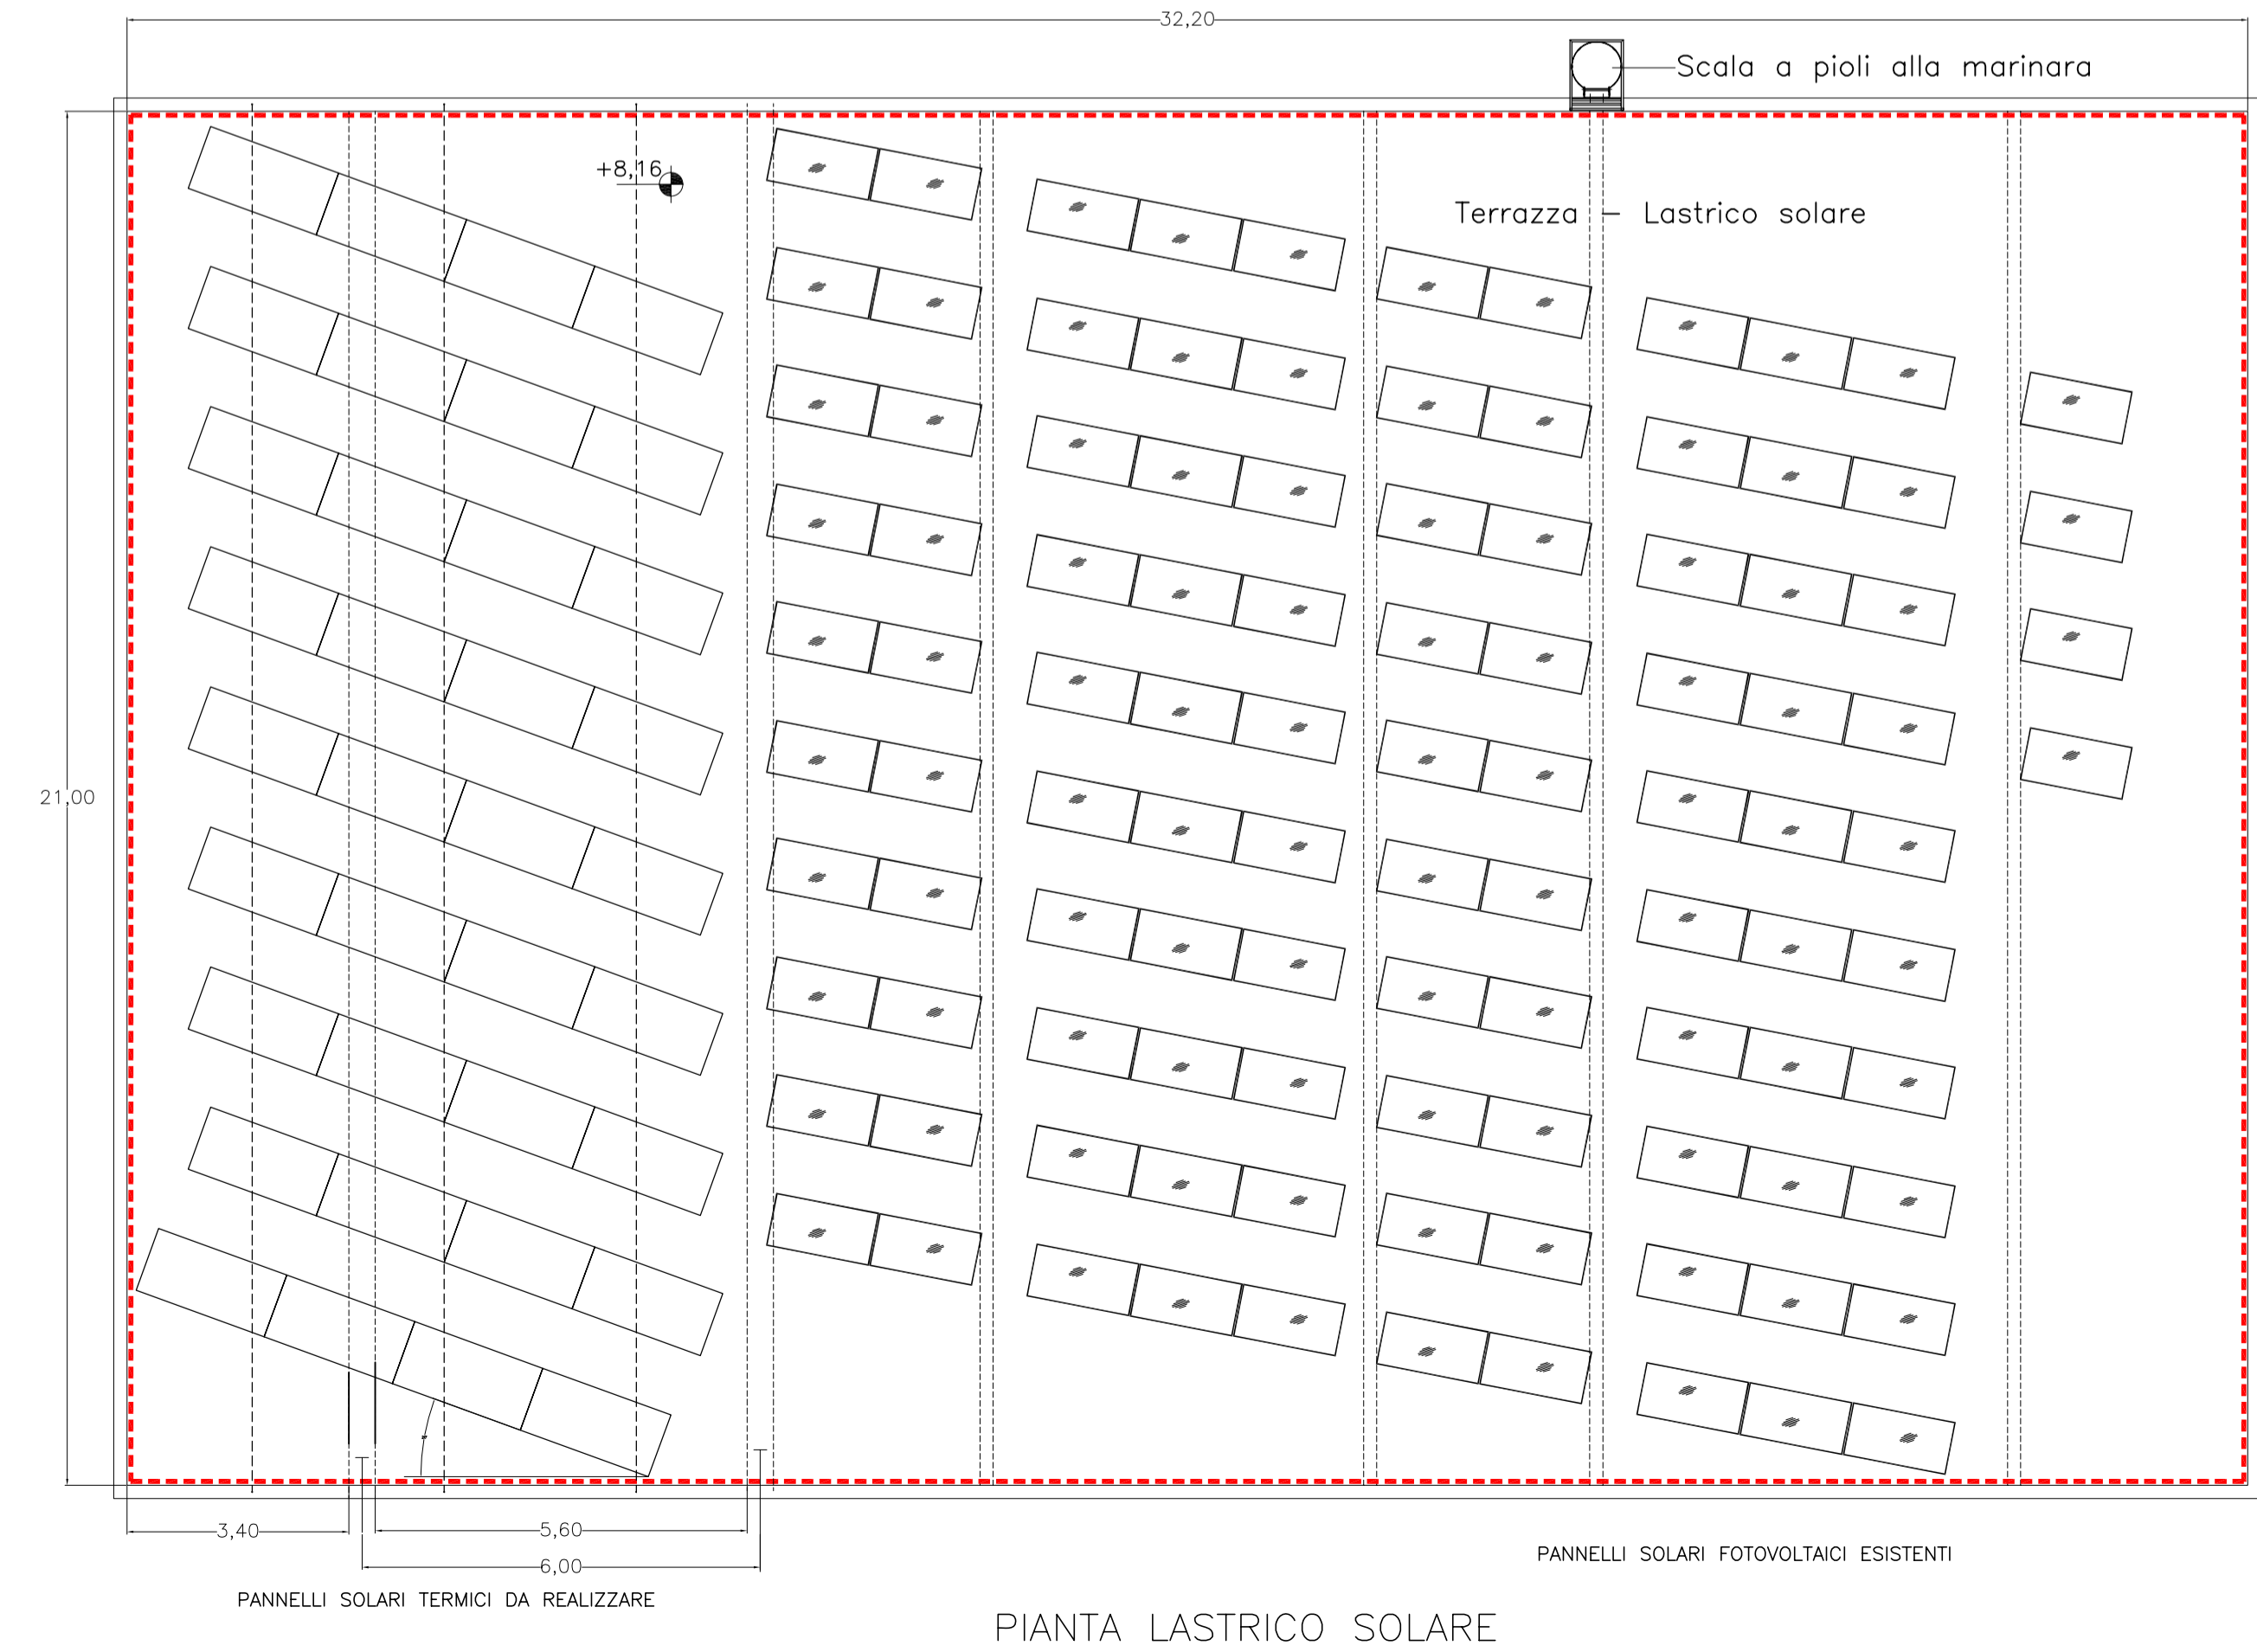 32,20
Scala a pioli alla marinara
+8,16
Terrazza - Lastrico solare
21,00
3,40
5,60
6,00
PANNELLI SOLARI FOTOVOLTAICI ESISTENTI
PANNELLI SOLARI TERMICI DA REALIZZARE
PIANTA LASTRICO SOLARE